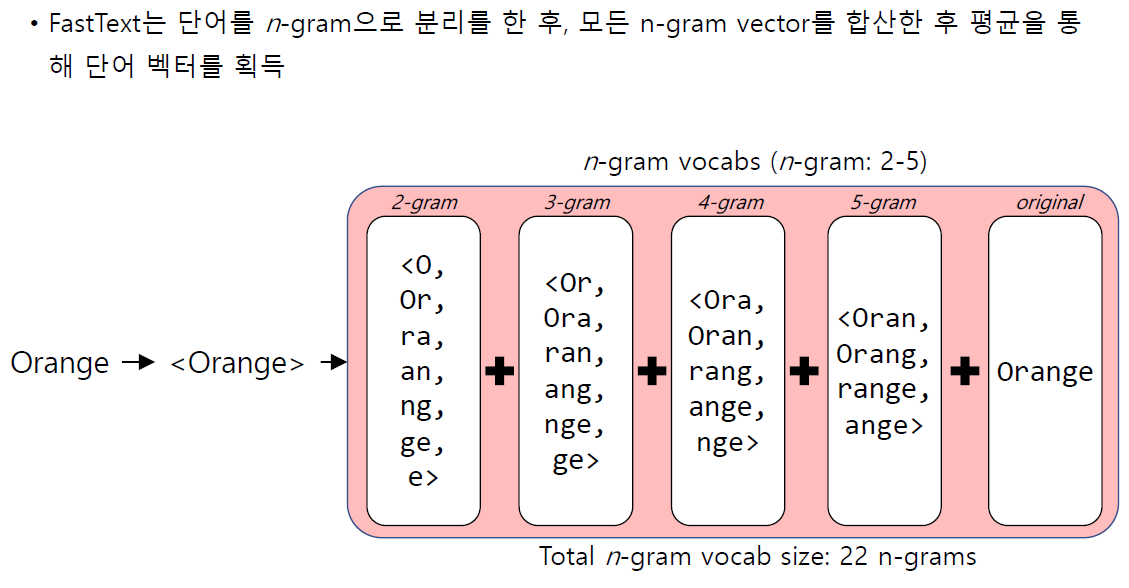 • FastText는 단어를 n-gram으로 분리를 한 후, 모든 n-gram vector를 합산한 후 평균을 통
해 단어 벡터를 획득
n-gram vocabs (n-gram: 2-5)
2-gram
3-gram
4-gram
5-gram
original
Orange
<Orange>
<O,
Or,
ra,
an,
ng,
ge,
e>
<Or,
Ora,
ran,
ang,
nge,
ge>
<Ora,
Oran,
rang,
ange,
nge>
<Oran,
Orang,
range,
ange>
Orange
Total n-gram vocab size: 22 n-grams